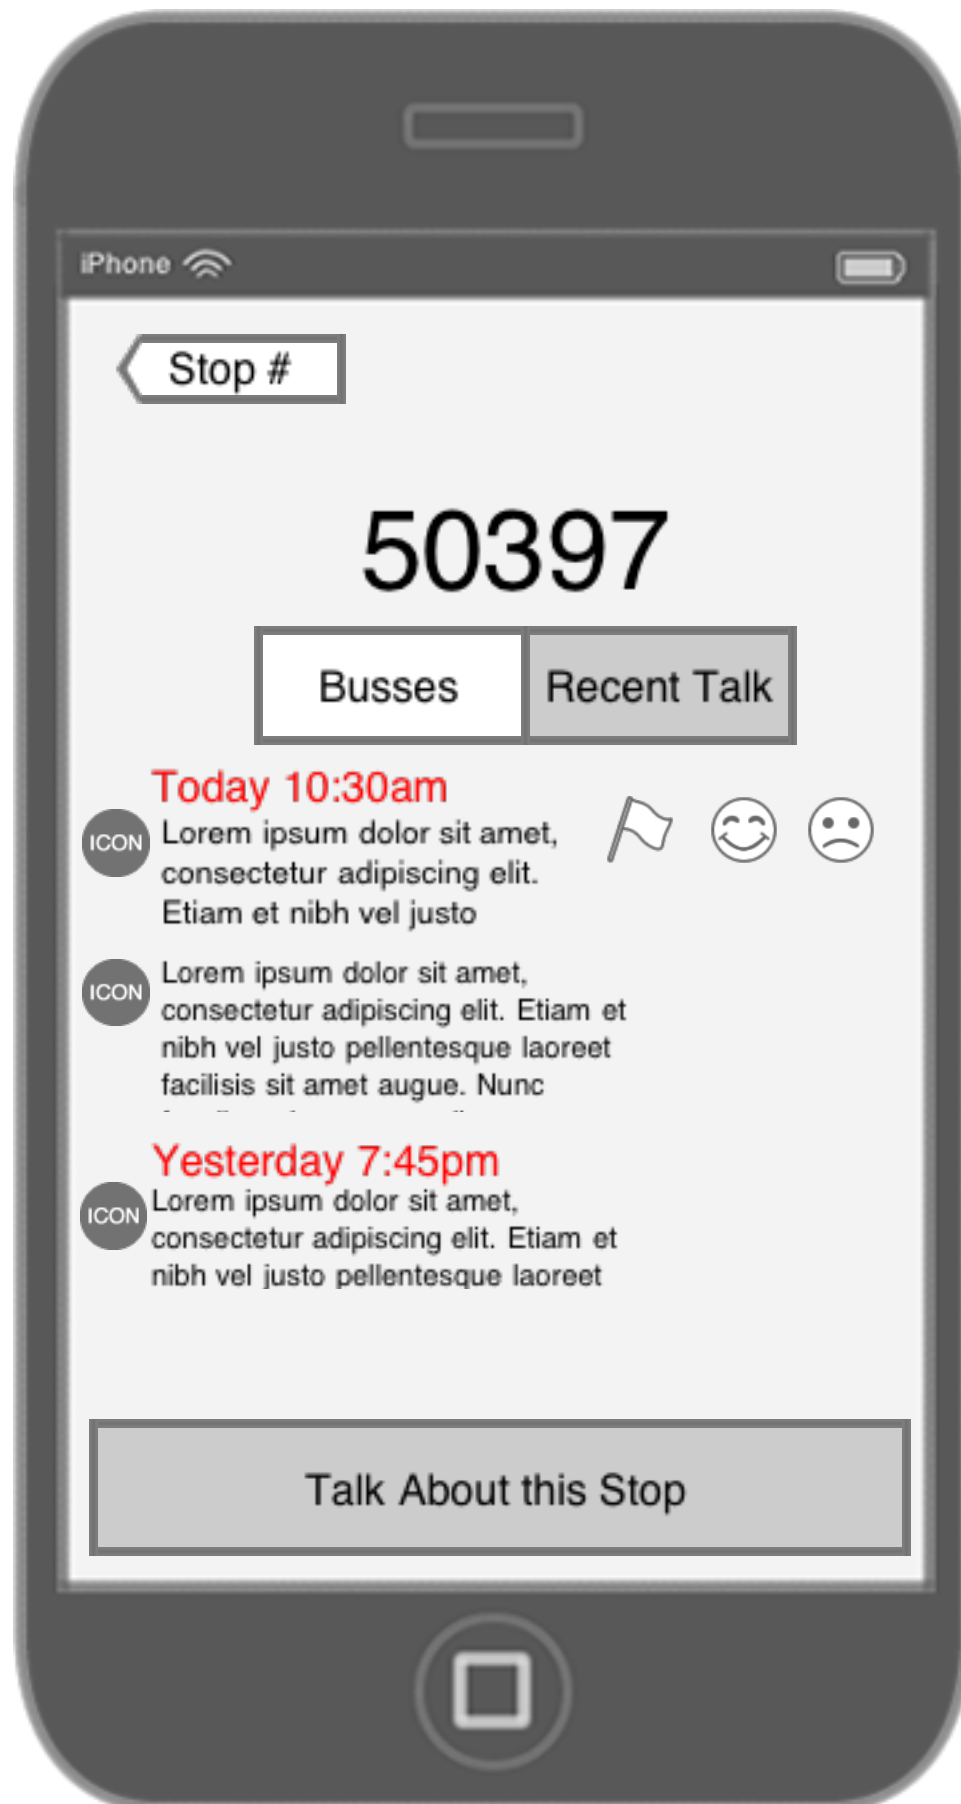 iPhone
Stop #
50397
Busses Recent Talk
Today 10:30am
ICON
Lorem ipsum dolor sit amet,
consectetur adipiscing elit.
Etiam et nibh vel justo
ICON
Lorem ipsum dolor sit amet,
consectetur adipiscing elit. Etiam et
nibh vel justo pellentesque laoreet
facilisis sit amet augue. Nunc
Yesterday 7:45pm
ICON
Lorem ipsum dolor sit amet,
consectetur adipiscing elit. Etiam et
nibh vel justo pellentesque laoreet
Talk About this Stop